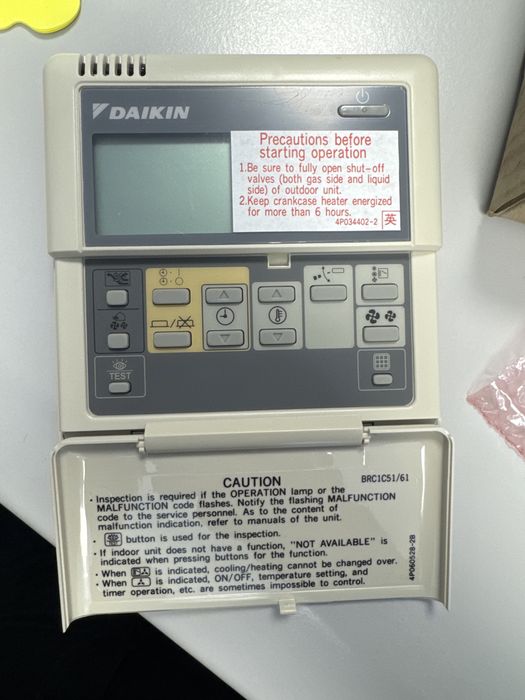 DAIKIN
Precautions before
starting operation
1.Be sure to fully open shut-off
valves (both gas side and liquid
side) of outdoor unit.
2.Keep crankcase heater energized
for more than 6 hours.
4P034402-2 英
TEST
CAUTION
BRC1C51/61
· Inspection is required if the OPERATION lamp or the
MALFUNCTION code flashes. Notify the flashing MALFUNCTION
code to the service personnel. As to the content of
malfunction indication, refer to manuals of the unit.
· button is used for the inspection.
· If indoor unit does not have a function, "NOT AVAILABLE" is
indicated when pressing buttons for the function.
· When is indicated, cooling/heating cannot be changed over.
· When is indicated, ON/OFF, temperature setting, and
timer operation, etc. are sometimes impossible to control.
4P060528-2B